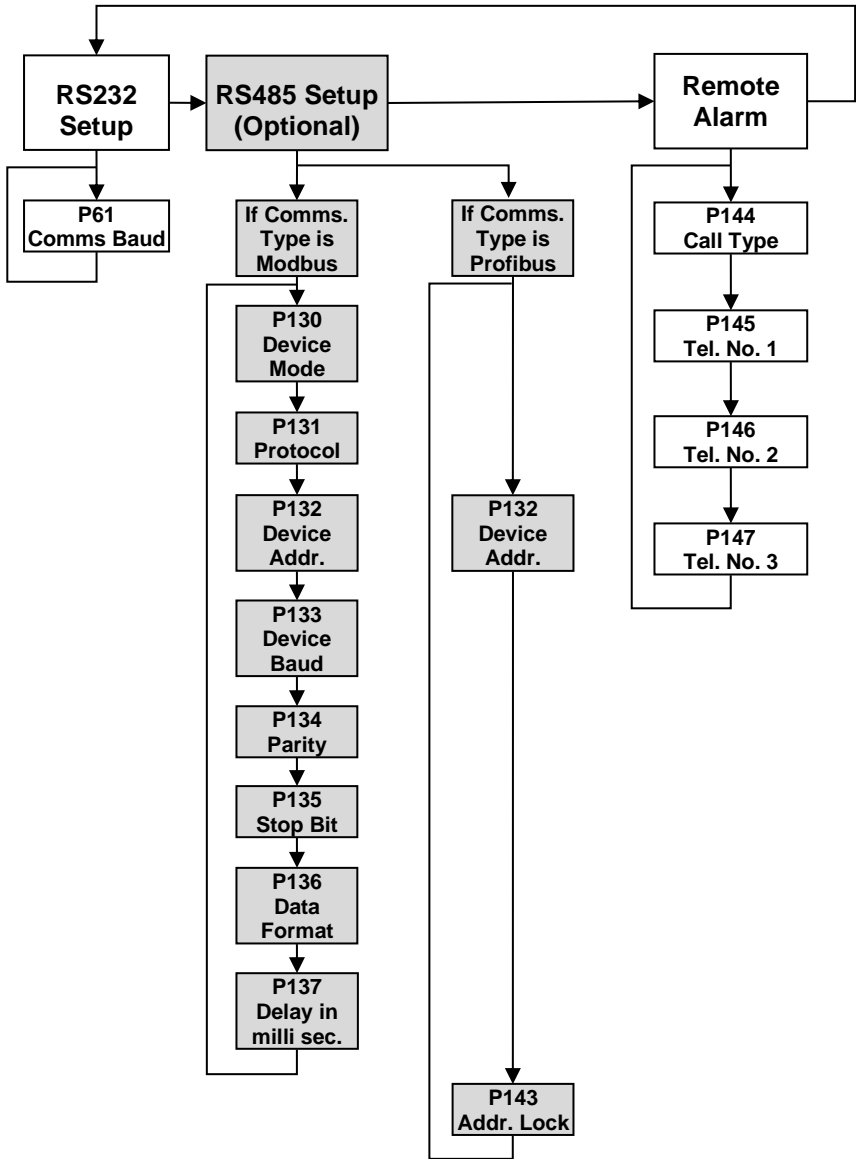 RS232
Setup
RS485 Setup
(Optional)
Remote
Alarm
P61
Comms Baud
If Comms.
Type is
Modbus
P130
Device
Mode
P131
Protocol
P132
Device
Addr.
P133
Device
Baud
P134
Parity
P135
Stop Bit
P136
Data
Format
P137
Delay in
milli sec.
If Comms.
Type is
Profibus
P132
Device
Addr.
P143
Addr. Lock
P144
Call Type
P145
Tel. No. 1
P146
Tel. No. 2
P147
Tel. No. 3